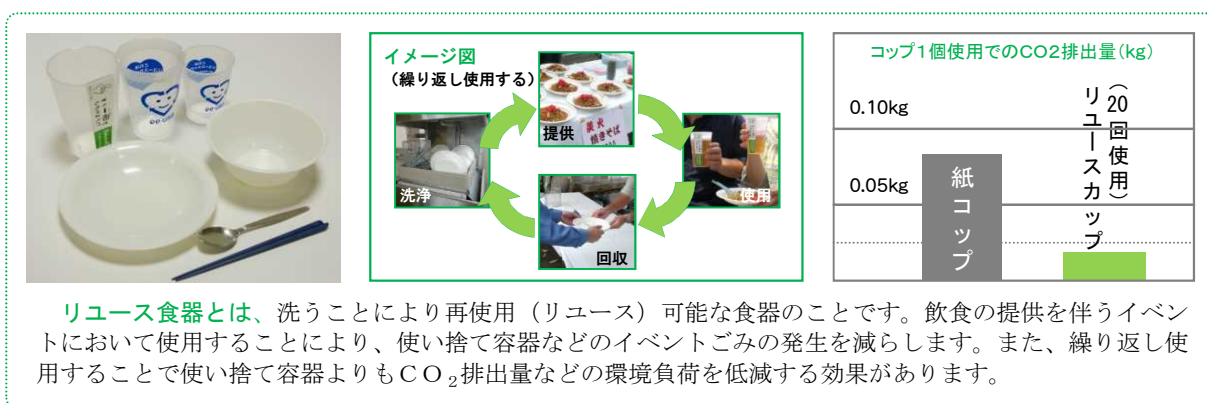 イメージ図
(繰り返し使用する)
提供
炭火
焼きそば
洗浄
使用
回収
コップ1個使用でのCO2排出量(kg)
0.10kg
0.05kg
紙コップ
リユースカップ
(20回使用)
リユース食器とは、洗うことにより再使用(リユース)可能な食器のことです。飲食の提供を伴うイベン
トにおいて使用することにより、使い捨て容器などのイベントごみの発生を減らします。また、繰り返し使
用することで使い捨て容器よりもCO₂排出量などの環境負荷を低減する効果があります。